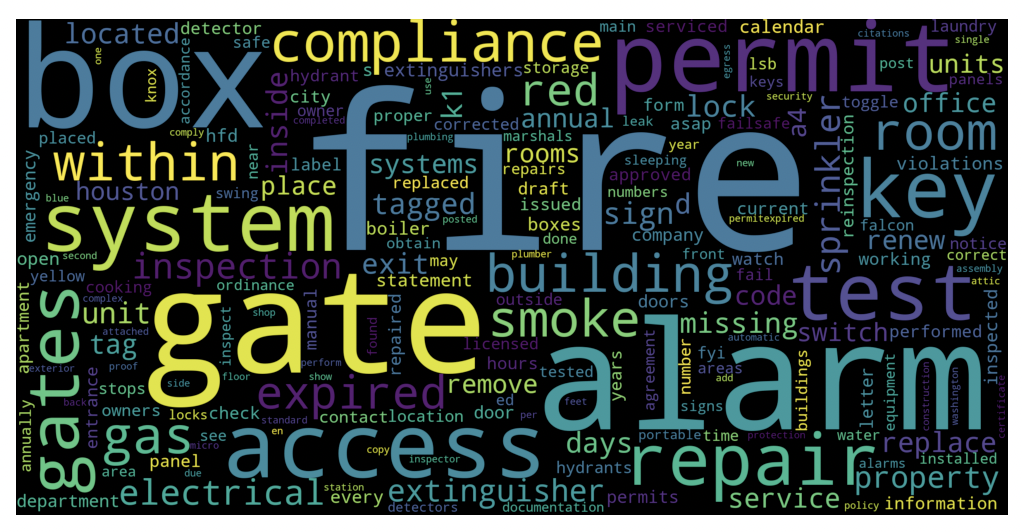 box
fire
permit
compliance
located
detector
safe
one
knox
accordance
placed
hfd
within
houston
emergency
inside
hydrant
s
extinguishers
storage
city
owner
completed
use
comply
near
proper
k1
corrected
plumbing
red
annual
form
lock
asap
leak
marshals
main
serviced
calendar
citations
laundry
single
egress
post
units
panels
lsb
keys
security
toggle
office
failsafe
a4
room
system
label
swing
place
systems
tagged
replaced
boiler
obtain
rooms
repairs
draft
issued
boxes
done
year
sleeping
approved
numbers
new
sign
d
permitexpired
current
company
sprinkler
violations
reinspection
key
falcon
renew
notice
working
correct
assembly
attic
blue
second
open
yellow
posted
exit
may
statement
plumber
building
front
watch
fail
doors
code
test
inspection
cooking
ordinance
gate
gates
complex
attached
proof
apartment
unit
tag
exterior
shop
inspect
manual
repaired
found
outside
smoke
licensed
hours
perform
missing
switch
performed
inspected
automatic
fyi
areas
add
number
buildings
agreement
years
tested
alarm
letter
equipment
construction
washington
certificate
stops
entrance
side
floor
show
expired
remove
signs
feet
owners
locks
check
contact
location
door
ed
standard
per
annually
back
gas
see
en
access
days
portable
time
water
protection
replace
alarms
installed
area
panel
due
micro
copy
inspector
repair
hydrants
property
department
electrical
station
every
detectors
extinguisher
documentation
permits
service
policy
information